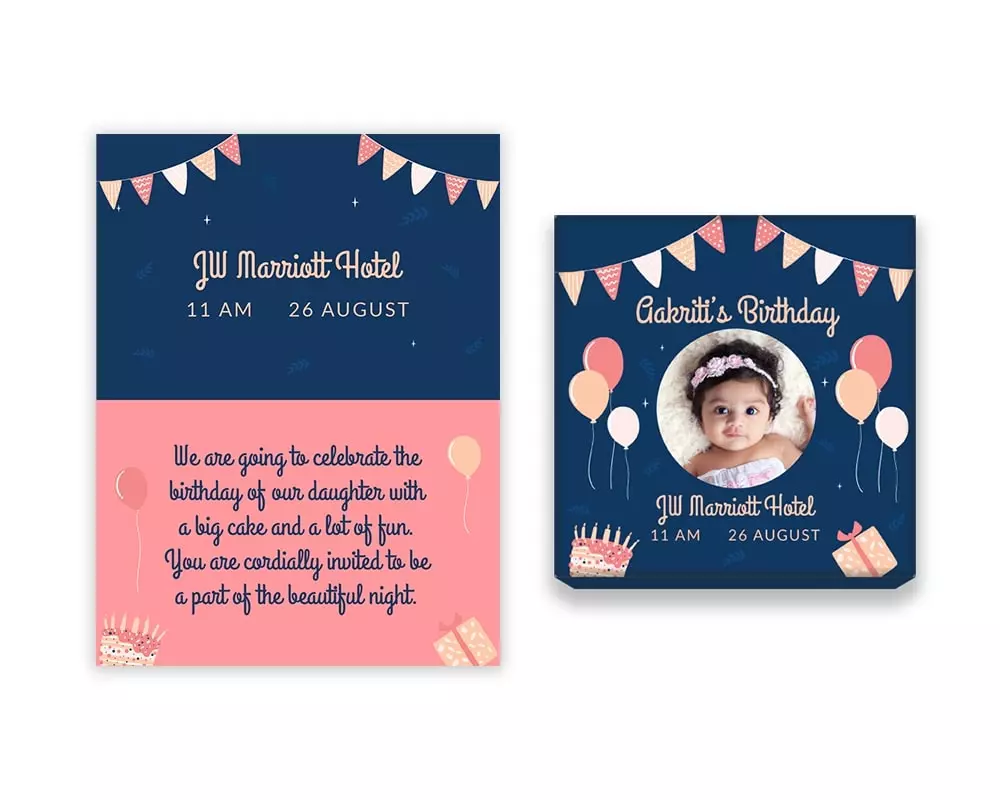 JW Marriott Hotel
11 AM 26 AUGUST
We are going to celebrate the
birthday of our daughter with
a big cake and a lot of fun.
You are cordially invited to be
a part of the beautiful night.
Aakriti's Birthday
JW Marriott Hotel
11 AM 26 AUGUST